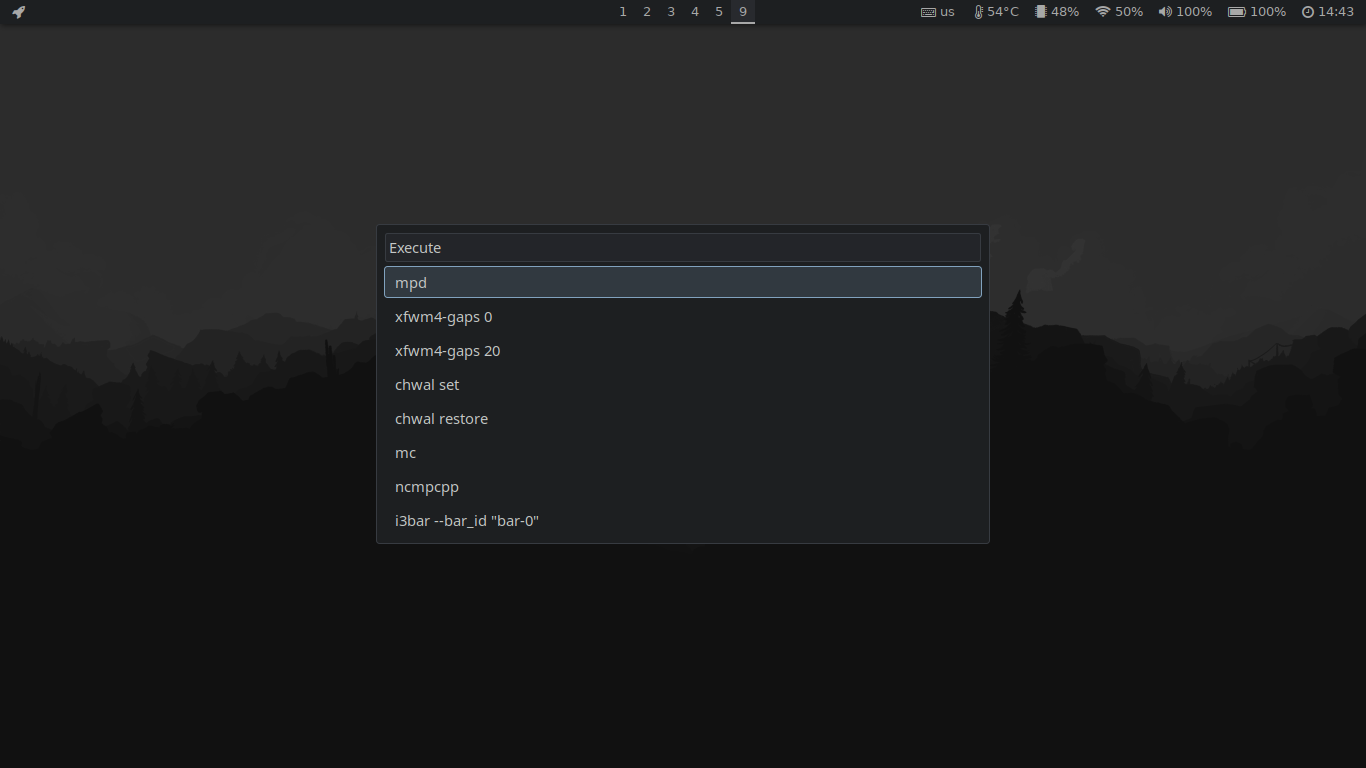 1 2 3 4 5 9 us 54°C 48% 50% 100% 100% 14:43
Execute
mpd
xfwm4-gaps 0
xfwm4-gaps 20
chwal set
chwal restore
mc
ncmpcpp
i3bar --bar_id "bar-0"